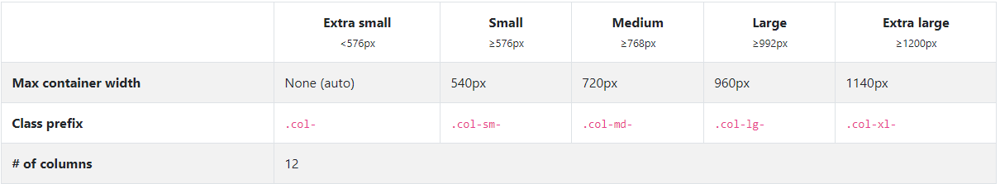 Extra small Small Medium Large Extra large
<576px ≥576px ≥768px ≥992px ≥1200px
Max container width None (auto) 540px 720px 960px 1140px
Class prefix .col- .col-sm- .col-md- .col-lg- .col-xl-
# of columns 12